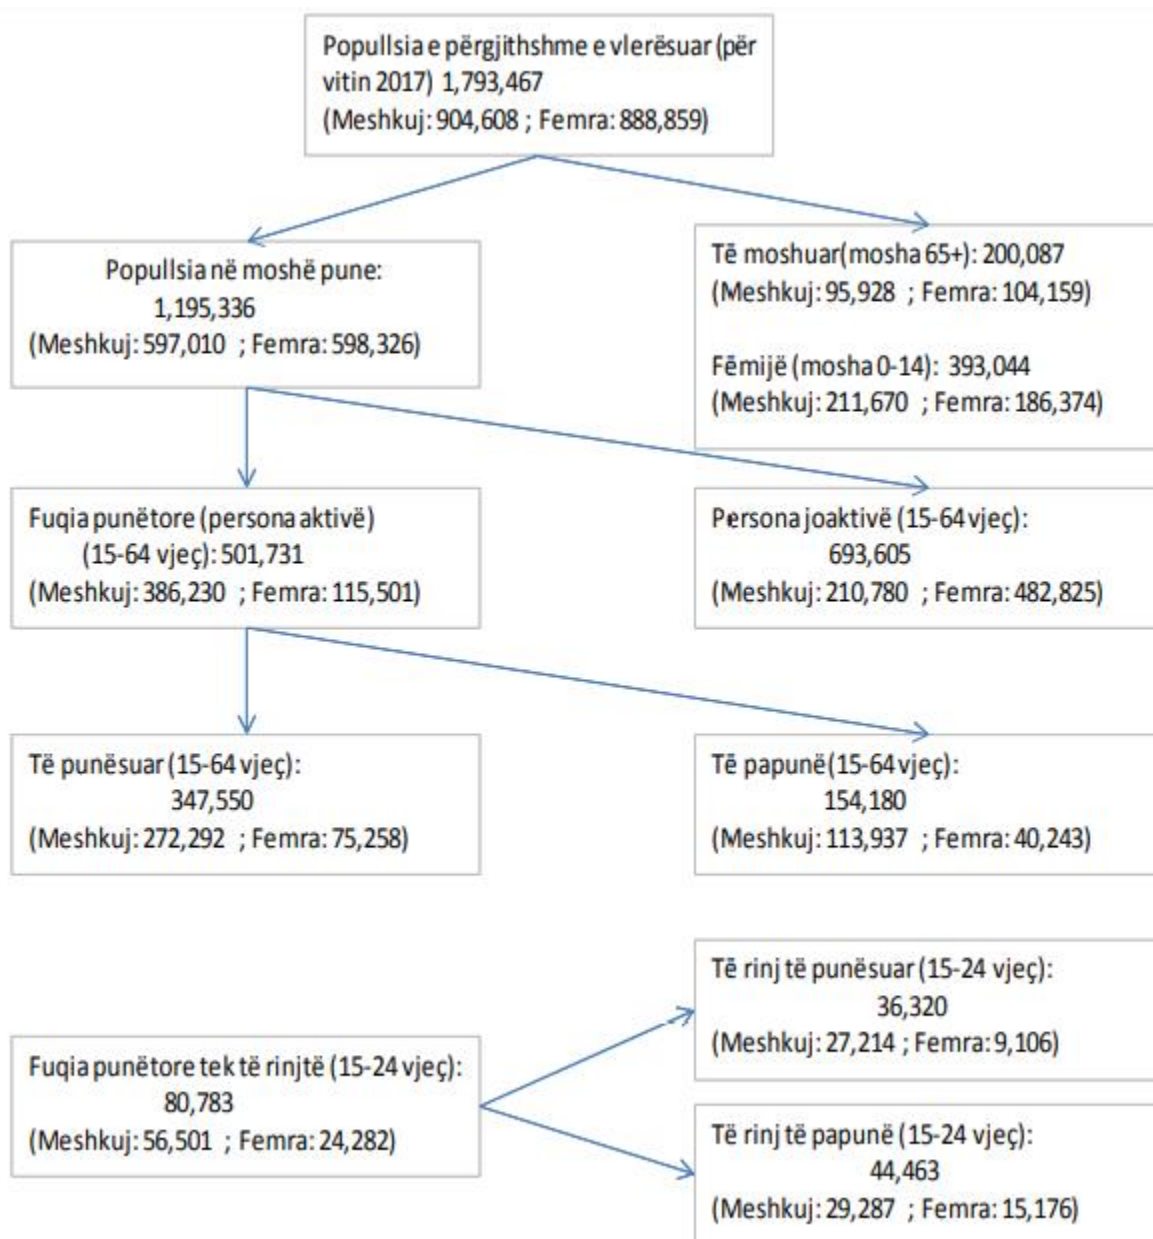 Popullsia e përgjithshme e vlerësuar (për
vitin 2017) 1,793,467
(Meshkuj: 904,608 ; Femra: 888,859)
Popullsia në moshë pune:
1,195,336
(Meshkuj: 597,010 ; Femra: 598,326)
Të moshuar(mosha 65+): 200,087
(Meshkuj: 95,928 ; Femra: 104,159)
Fëmijë (mosha 0-14): 393,044
(Meshkuj: 211,670 ; Femra: 186,374)
Fuqia punëtore (persona aktivë)
(15-64 vjeç): 501,731
(Meshkuj: 386,230 ; Femra: 115,501)
Persona joaktivë (15-64 vjeç):
693,605
(Meshkuj: 210,780 ; Femra: 482,825)
Të punësuar (15-64 vjeç):
347,550
(Meshkuj: 272,292 ; Femra: 75,258)
Të papunë(15-64 vjeç):
154,180
(Meshkuj: 113,937 ; Femra: 40,243)
Fuqia punëtore tek të rinjtë (15-24 vjeç):
80,783
(Meshkuj: 56,501 ; Femra: 24,282)
Të rinj të punësuar (15-24 vjeç):
36,320
(Meshkuj: 27,214 ; Femra: 9,106)
Të rinj të papunë (15-24 vjeç):
44,463
(Meshkuj: 29,287 ; Femra: 15,176)